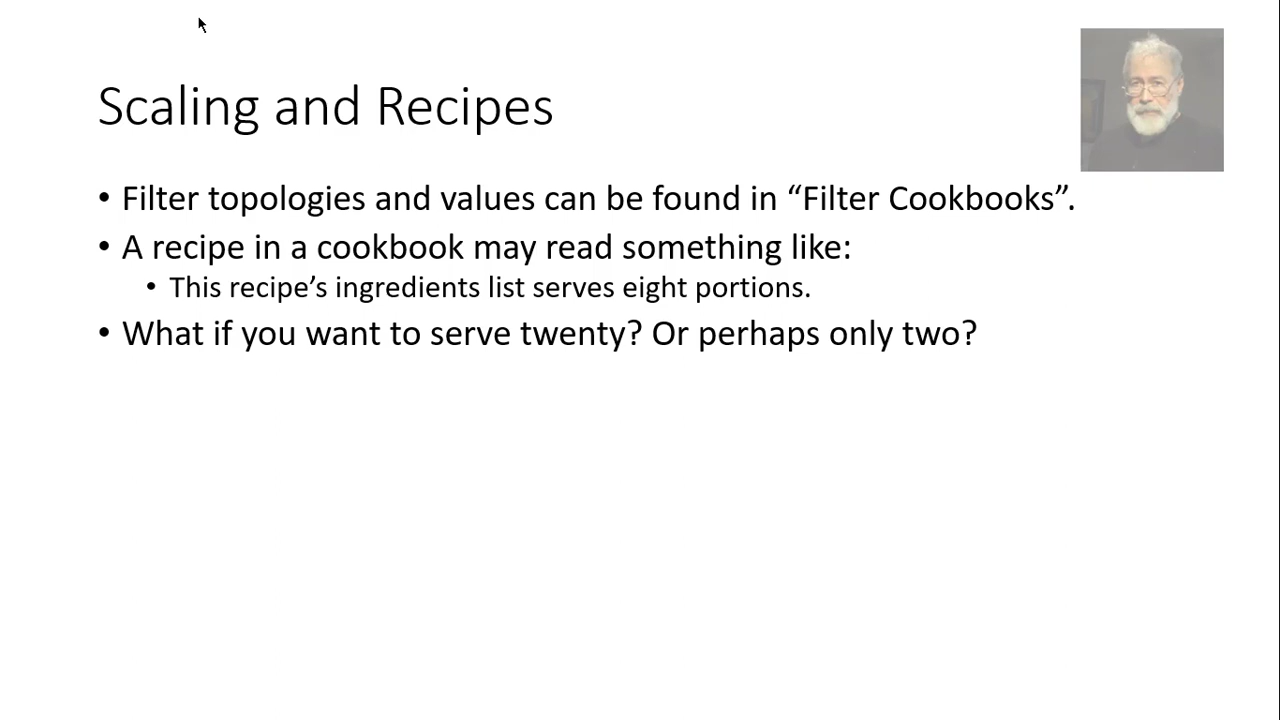 Scaling and Recipes
• Filter topologies and values can be found in “Filter Cookbooks”.
• A recipe in a cookbook may read something like:
• This recipe’s ingredients list serves eight portions.
• What if you want to serve twenty? Or perhaps only two?